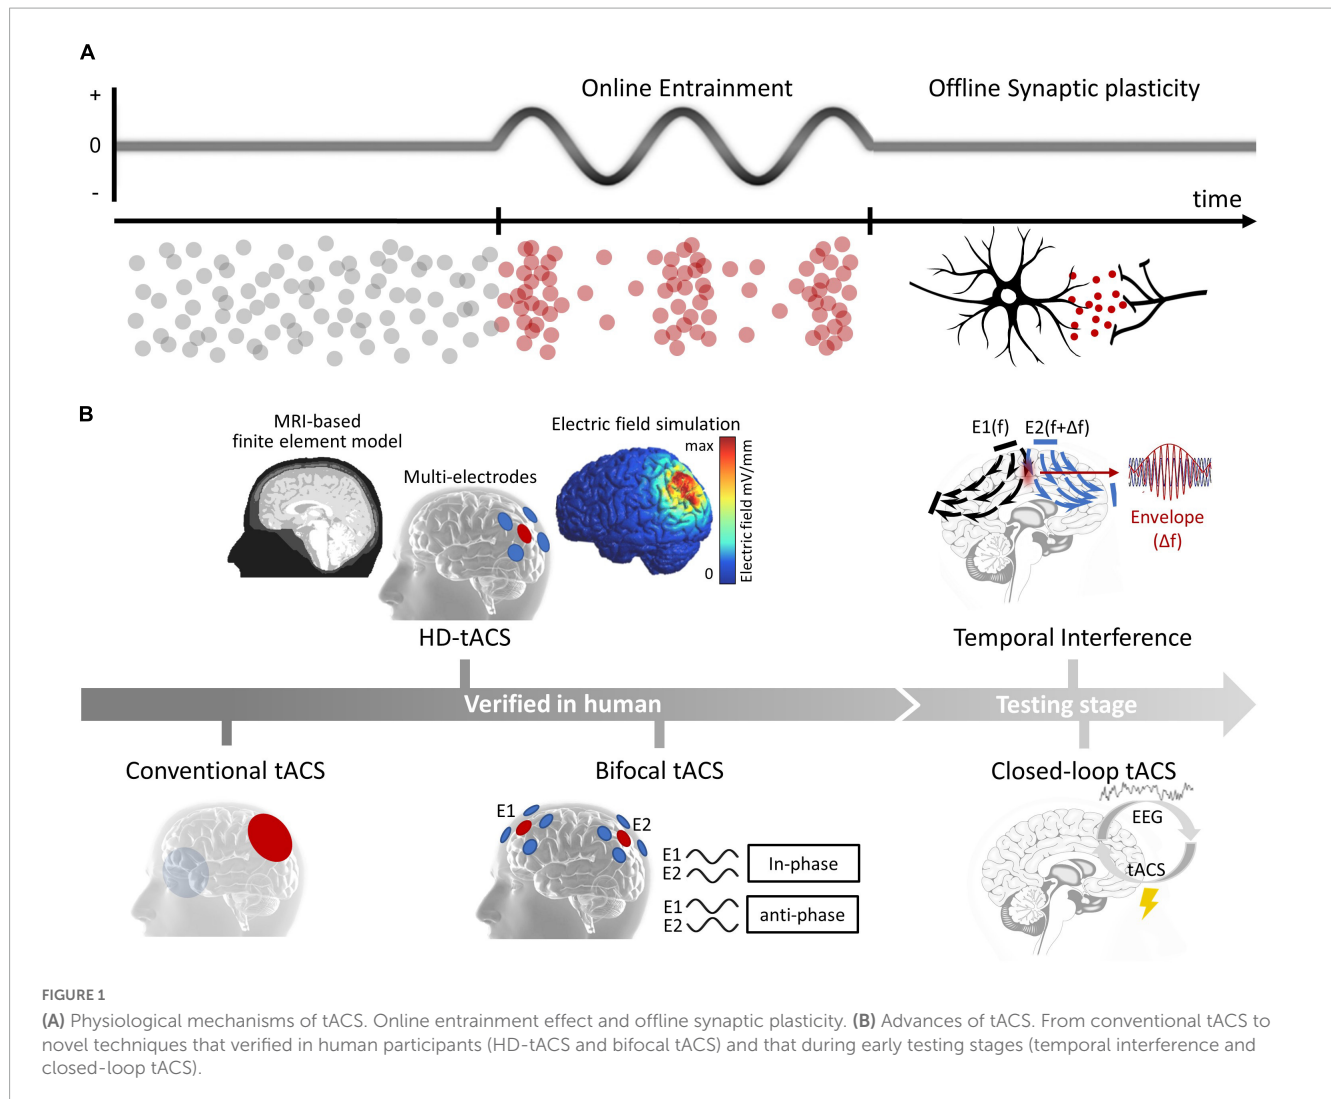 A
Online Entrainment
Offline Synaptic plasticity
+
0
-
time
B
MRI-based
finite element model
Multi-electrodes
Electric field simulation
max
0
Electric field mV/mm
E1(f)
E2(f+Δf)
Envelope
(Δf)
HD-tACS
Temporal Interference
Verified in human
Testing stage
Conventional tACS
Bifocal tACS
Closed-loop tACS
E1
E2
E1
E2
In-phase
E1
E2
anti-phase
EEG
tACS
FIGURE 1
(A) Physiological mechanisms of tACS. Online entrainment effect and offline synaptic plasticity. (B) Advances of tACS. From conventional tACS to
novel techniques that verified in human participants (HD-tACS and bifocal tACS) and that during early testing stages (temporal interference and
closed-loop tACS).